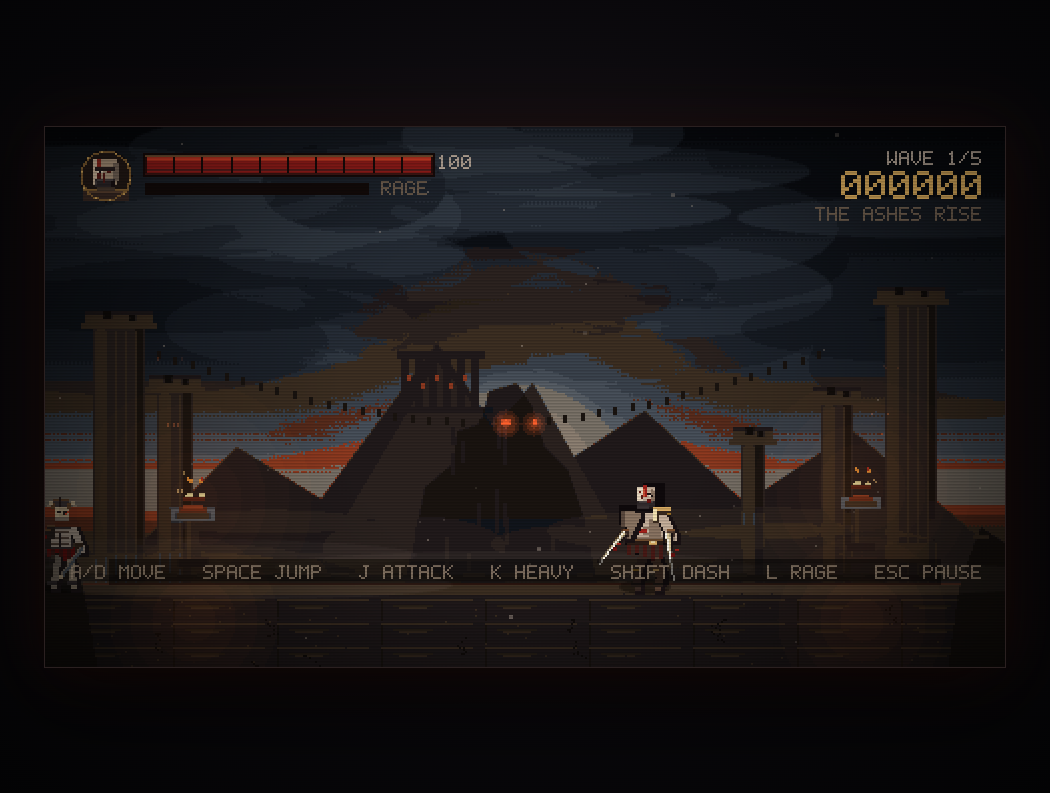 100
RAGE
WAVE 1/5
000000
THE ASHES RISE
A/D MOVE SPACE JUMP J ATTACK K HEAVY SHIFT DASH L RAGE ESC PAUSE